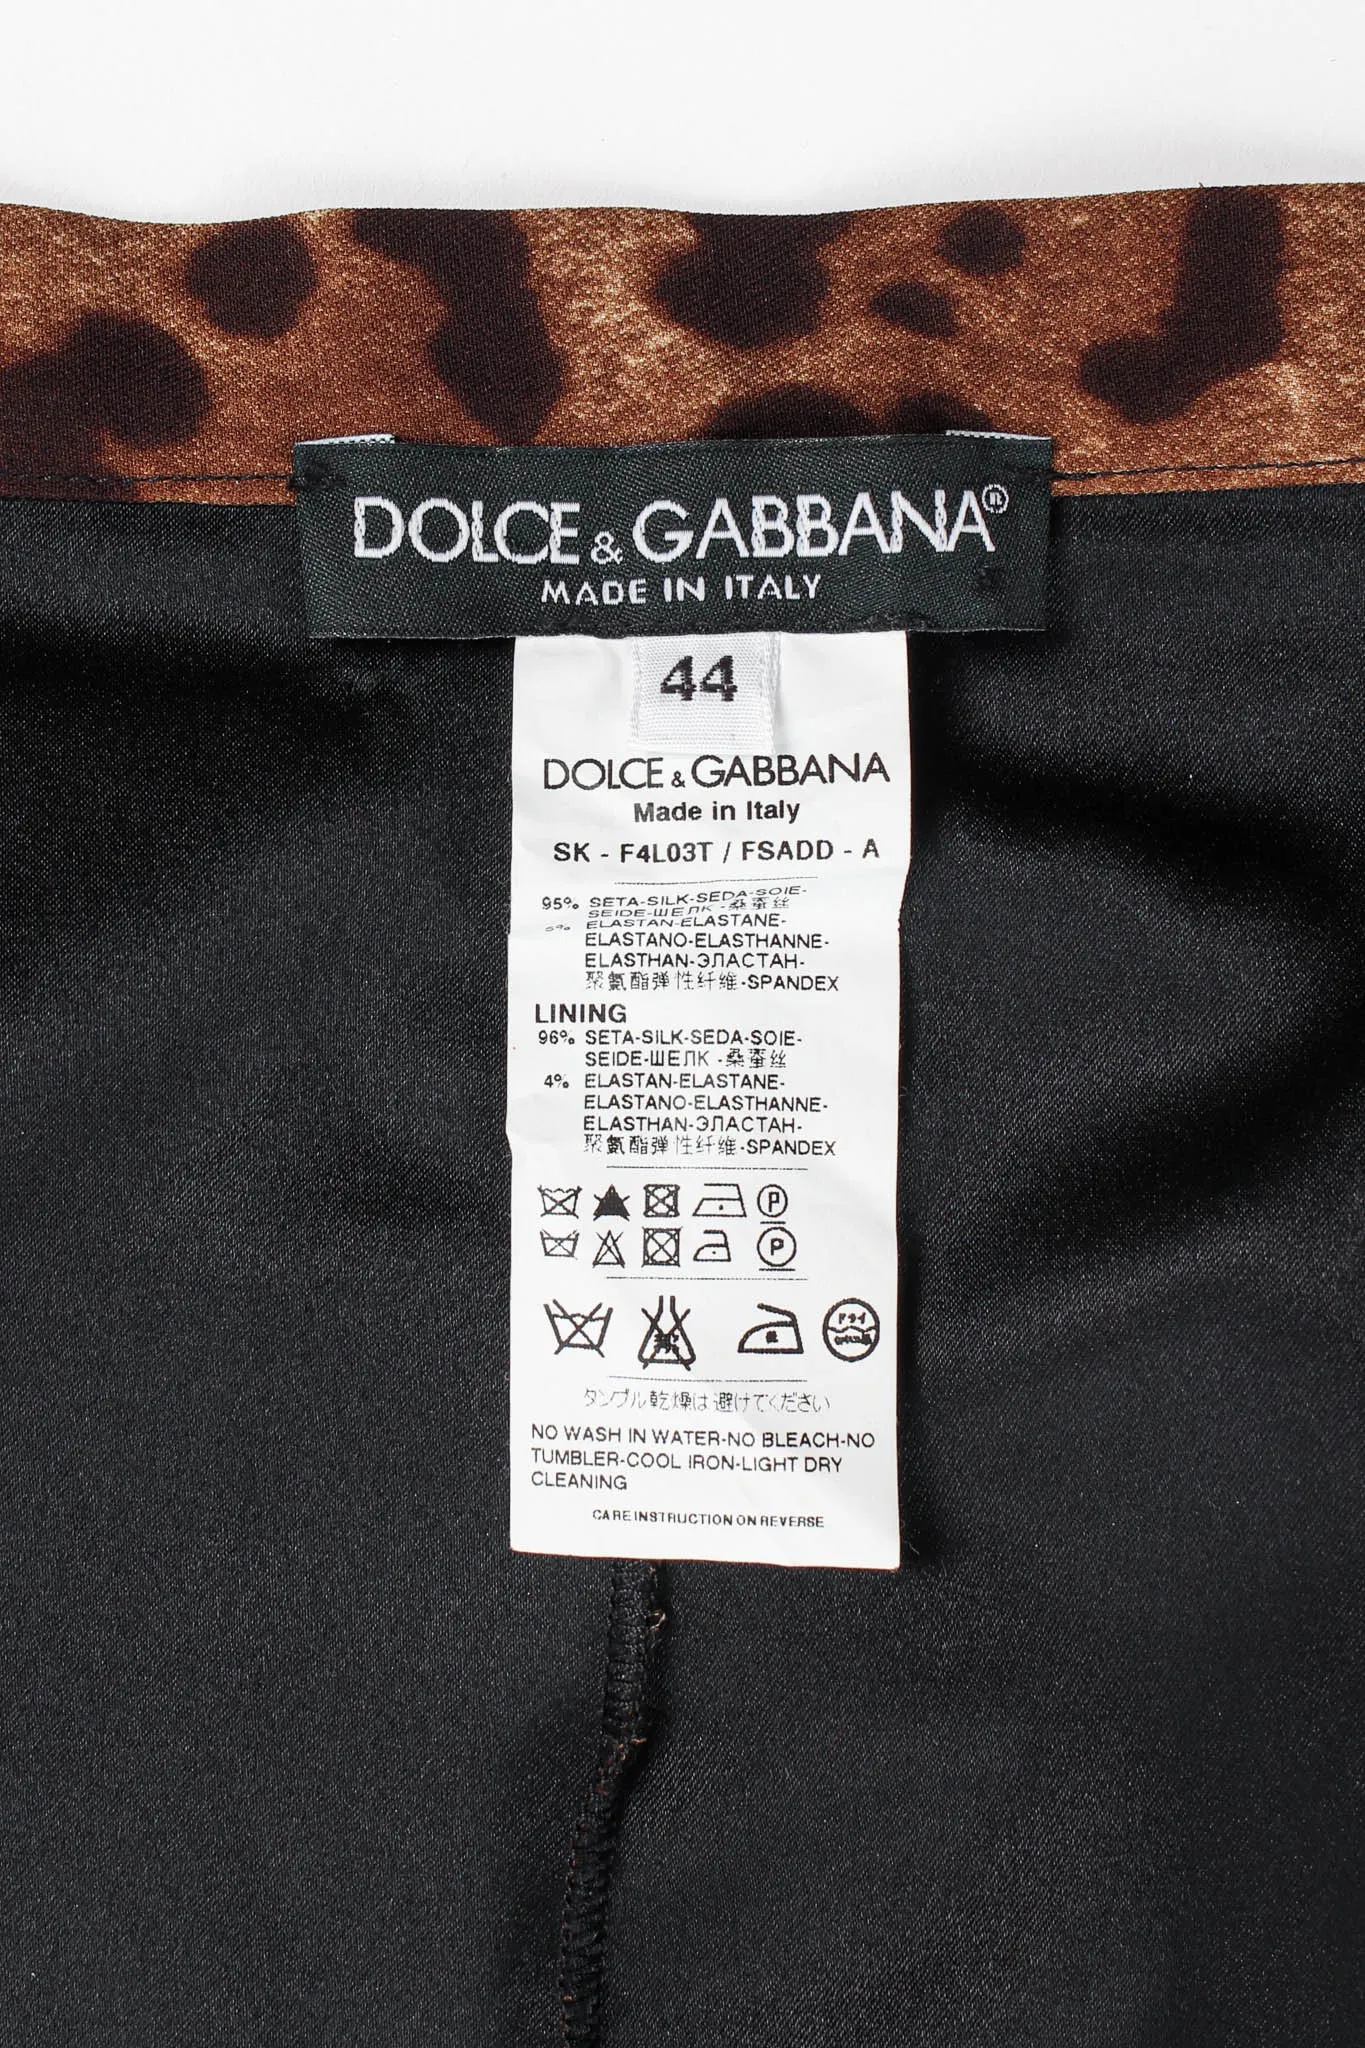 DOLCE & GABBANA®
MADE IN ITALY
44
DOLCE & GABBANA
Made in Italy
SK - F4L03T / FSADD - A
95% SETA-SILK-SEDA-SOIE-
SEIDE-ШЕЛК -桑蚕丝
5% ELASTAN-ELASTANE-
ELASTANO-ELASTHANNE-
ELASTHAN-ЭЛАСТАН-
聚氨酯弹性纤维-SPANDEX
LINING
96% SETA-SILK-SEDA-SOIE-
SEIDE-ШЕЛК -桑蚕丝
4% ELASTAN-ELASTANE-
ELASTANO-ELASTHANNE-
ELASTHAN-ЭЛАСТАН-
聚氨酯弹性纤维-SPANDEX
P
P
ドライ
タンブル乾燥は避けてください
NO WASH IN WATER-NO BLEACH-NO
TUMBLER-COOL IRON-LIGHT DRY
CLEANING
CARE INSTRUCTION ON REVERSE